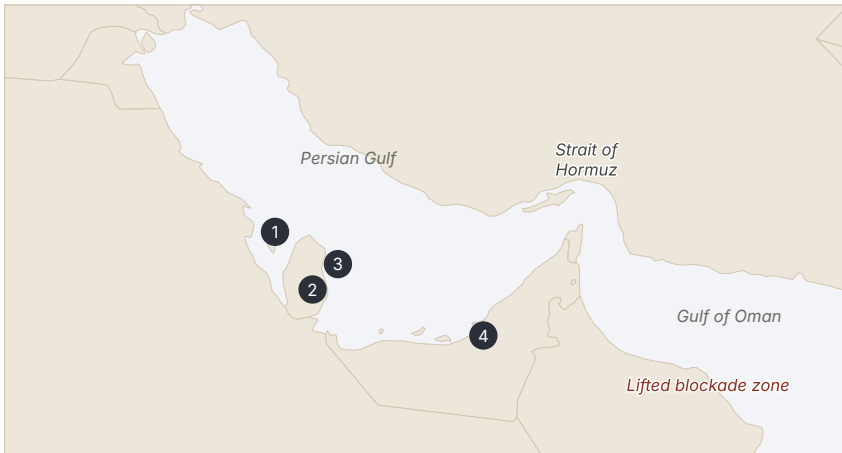 Strait of
Hormuz
Persian Gulf
1
3
2
Gulf of Oman
4
Lifted blockade zone